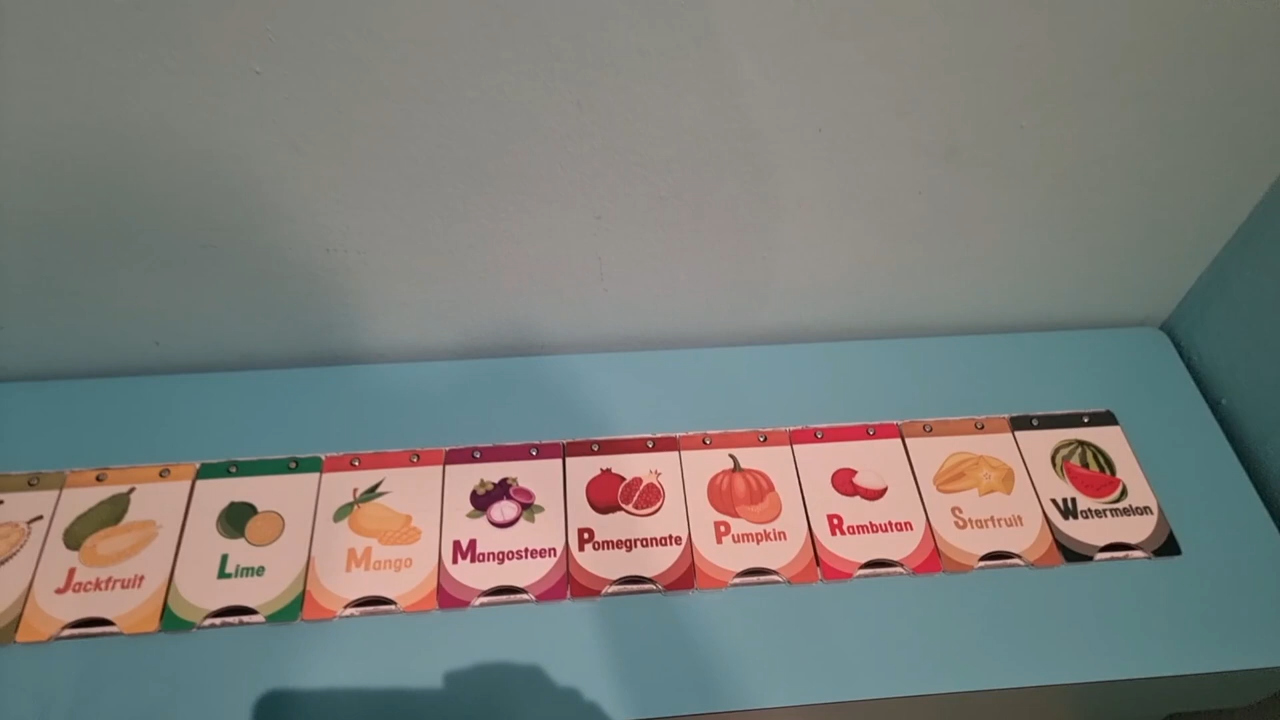 Jackfruit
Lime
Mango
Mangosteen
Pomegranate
Pumpkin
Rambutan
Starfruit
Watermelon